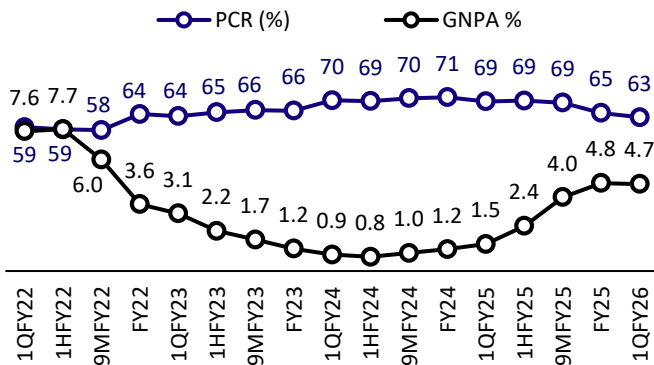 PCR (%) GNPA %
7.6 7.7 58 64 64 65 66 66 70 69 70 71 69 69 69 65 63
59 59 6.0 3.6 3.1 2.2 1.7 1.2 0.9 0.8 1.0 1.2 1.5 2.4 4.0 4.8 4.7
1QFY22 1HFY22 9MFY22 FY22 1QFY23 1HFY23 9MFY23 FY23 1QFY24 1HFY24 9MFY24 FY24 1QFY25 1HFY25 9MFY25 FY25 1QFY26